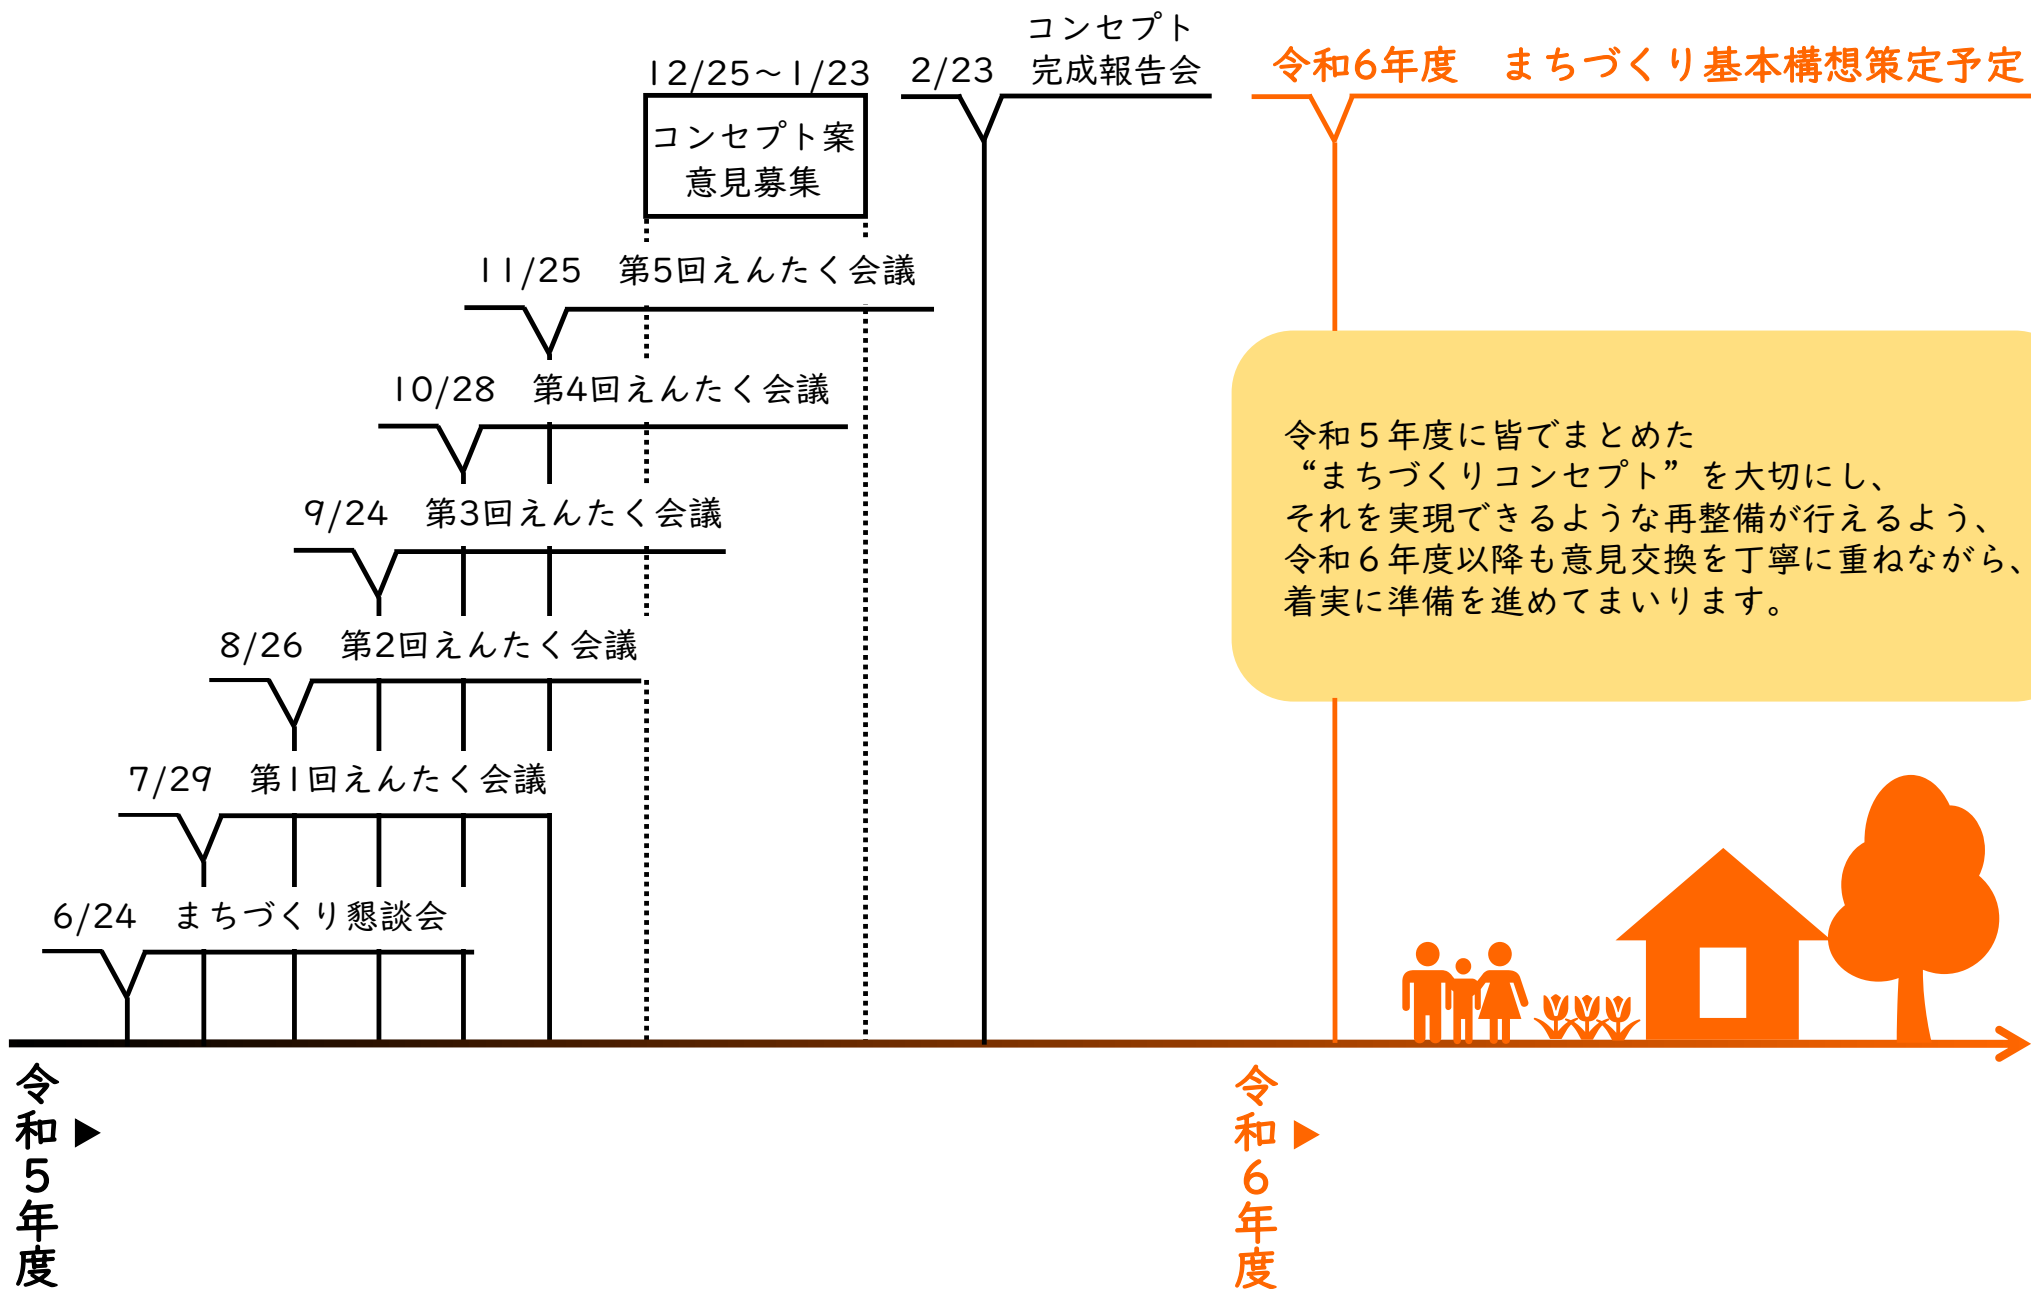 12/25～1/23
コンセプト案
意見募集
2/23
コンセプト
完成報告会
令和6年度　まちづくり基本構想策定予定
11/25　第5回えんたく会議
10/28　第4回えんたく会議
9/24　第3回えんたく会議
8/26　第2回えんたく会議
7/29　第1回えんたく会議
6/24　まちづくり懇談会
令和５年度に皆でまとめた
“まちづくりコンセプト”を大切にし、
それを実現できるような再整備が行えるよう、
令和６年度以降も意見交換を丁寧に重ねながら、
着実に準備を進めてまいります。
令和5年度▶
令和6年度▶